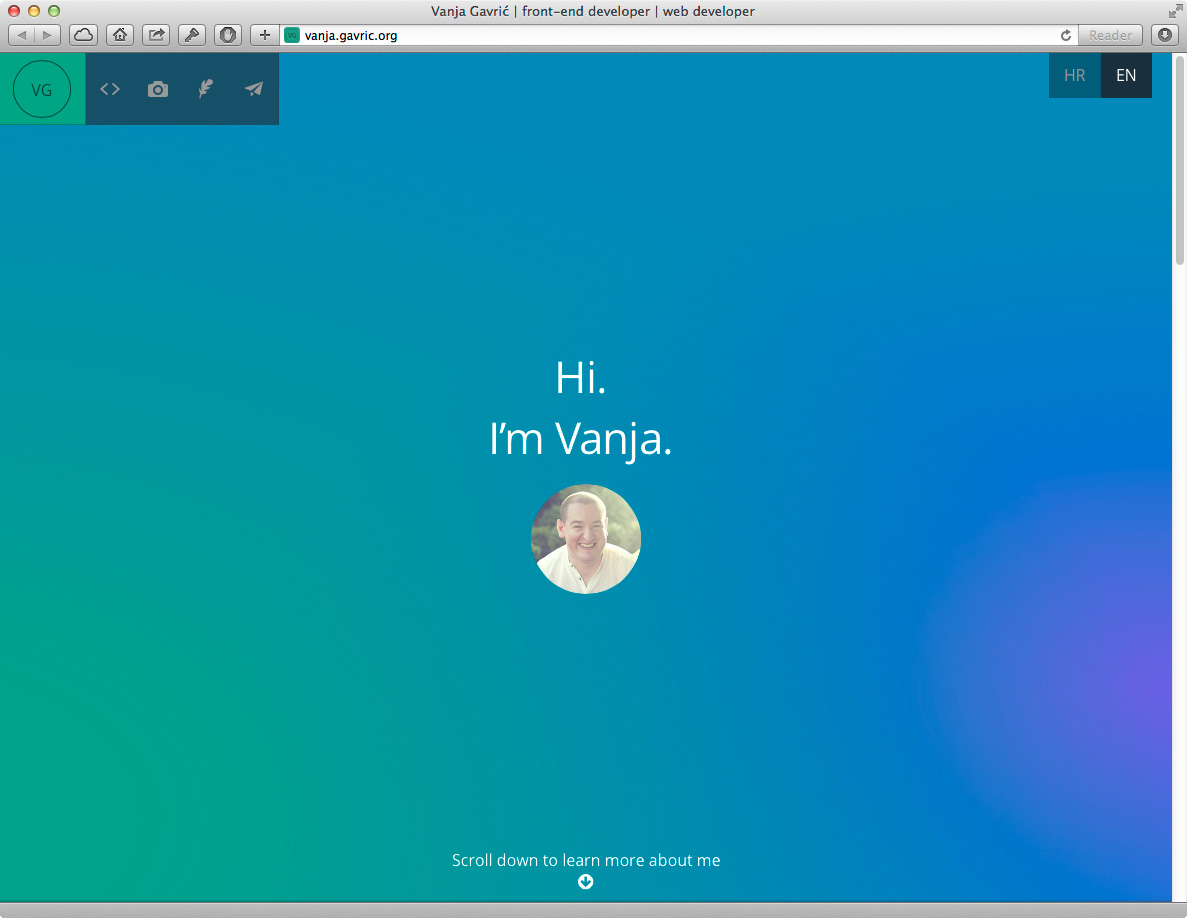 Vanja Gavrić | front-end developer | web developer
vanja.gavric.org
Reader
VG
HR
EN
Hi.
I’m Vanja.
Scroll down to learn more about me